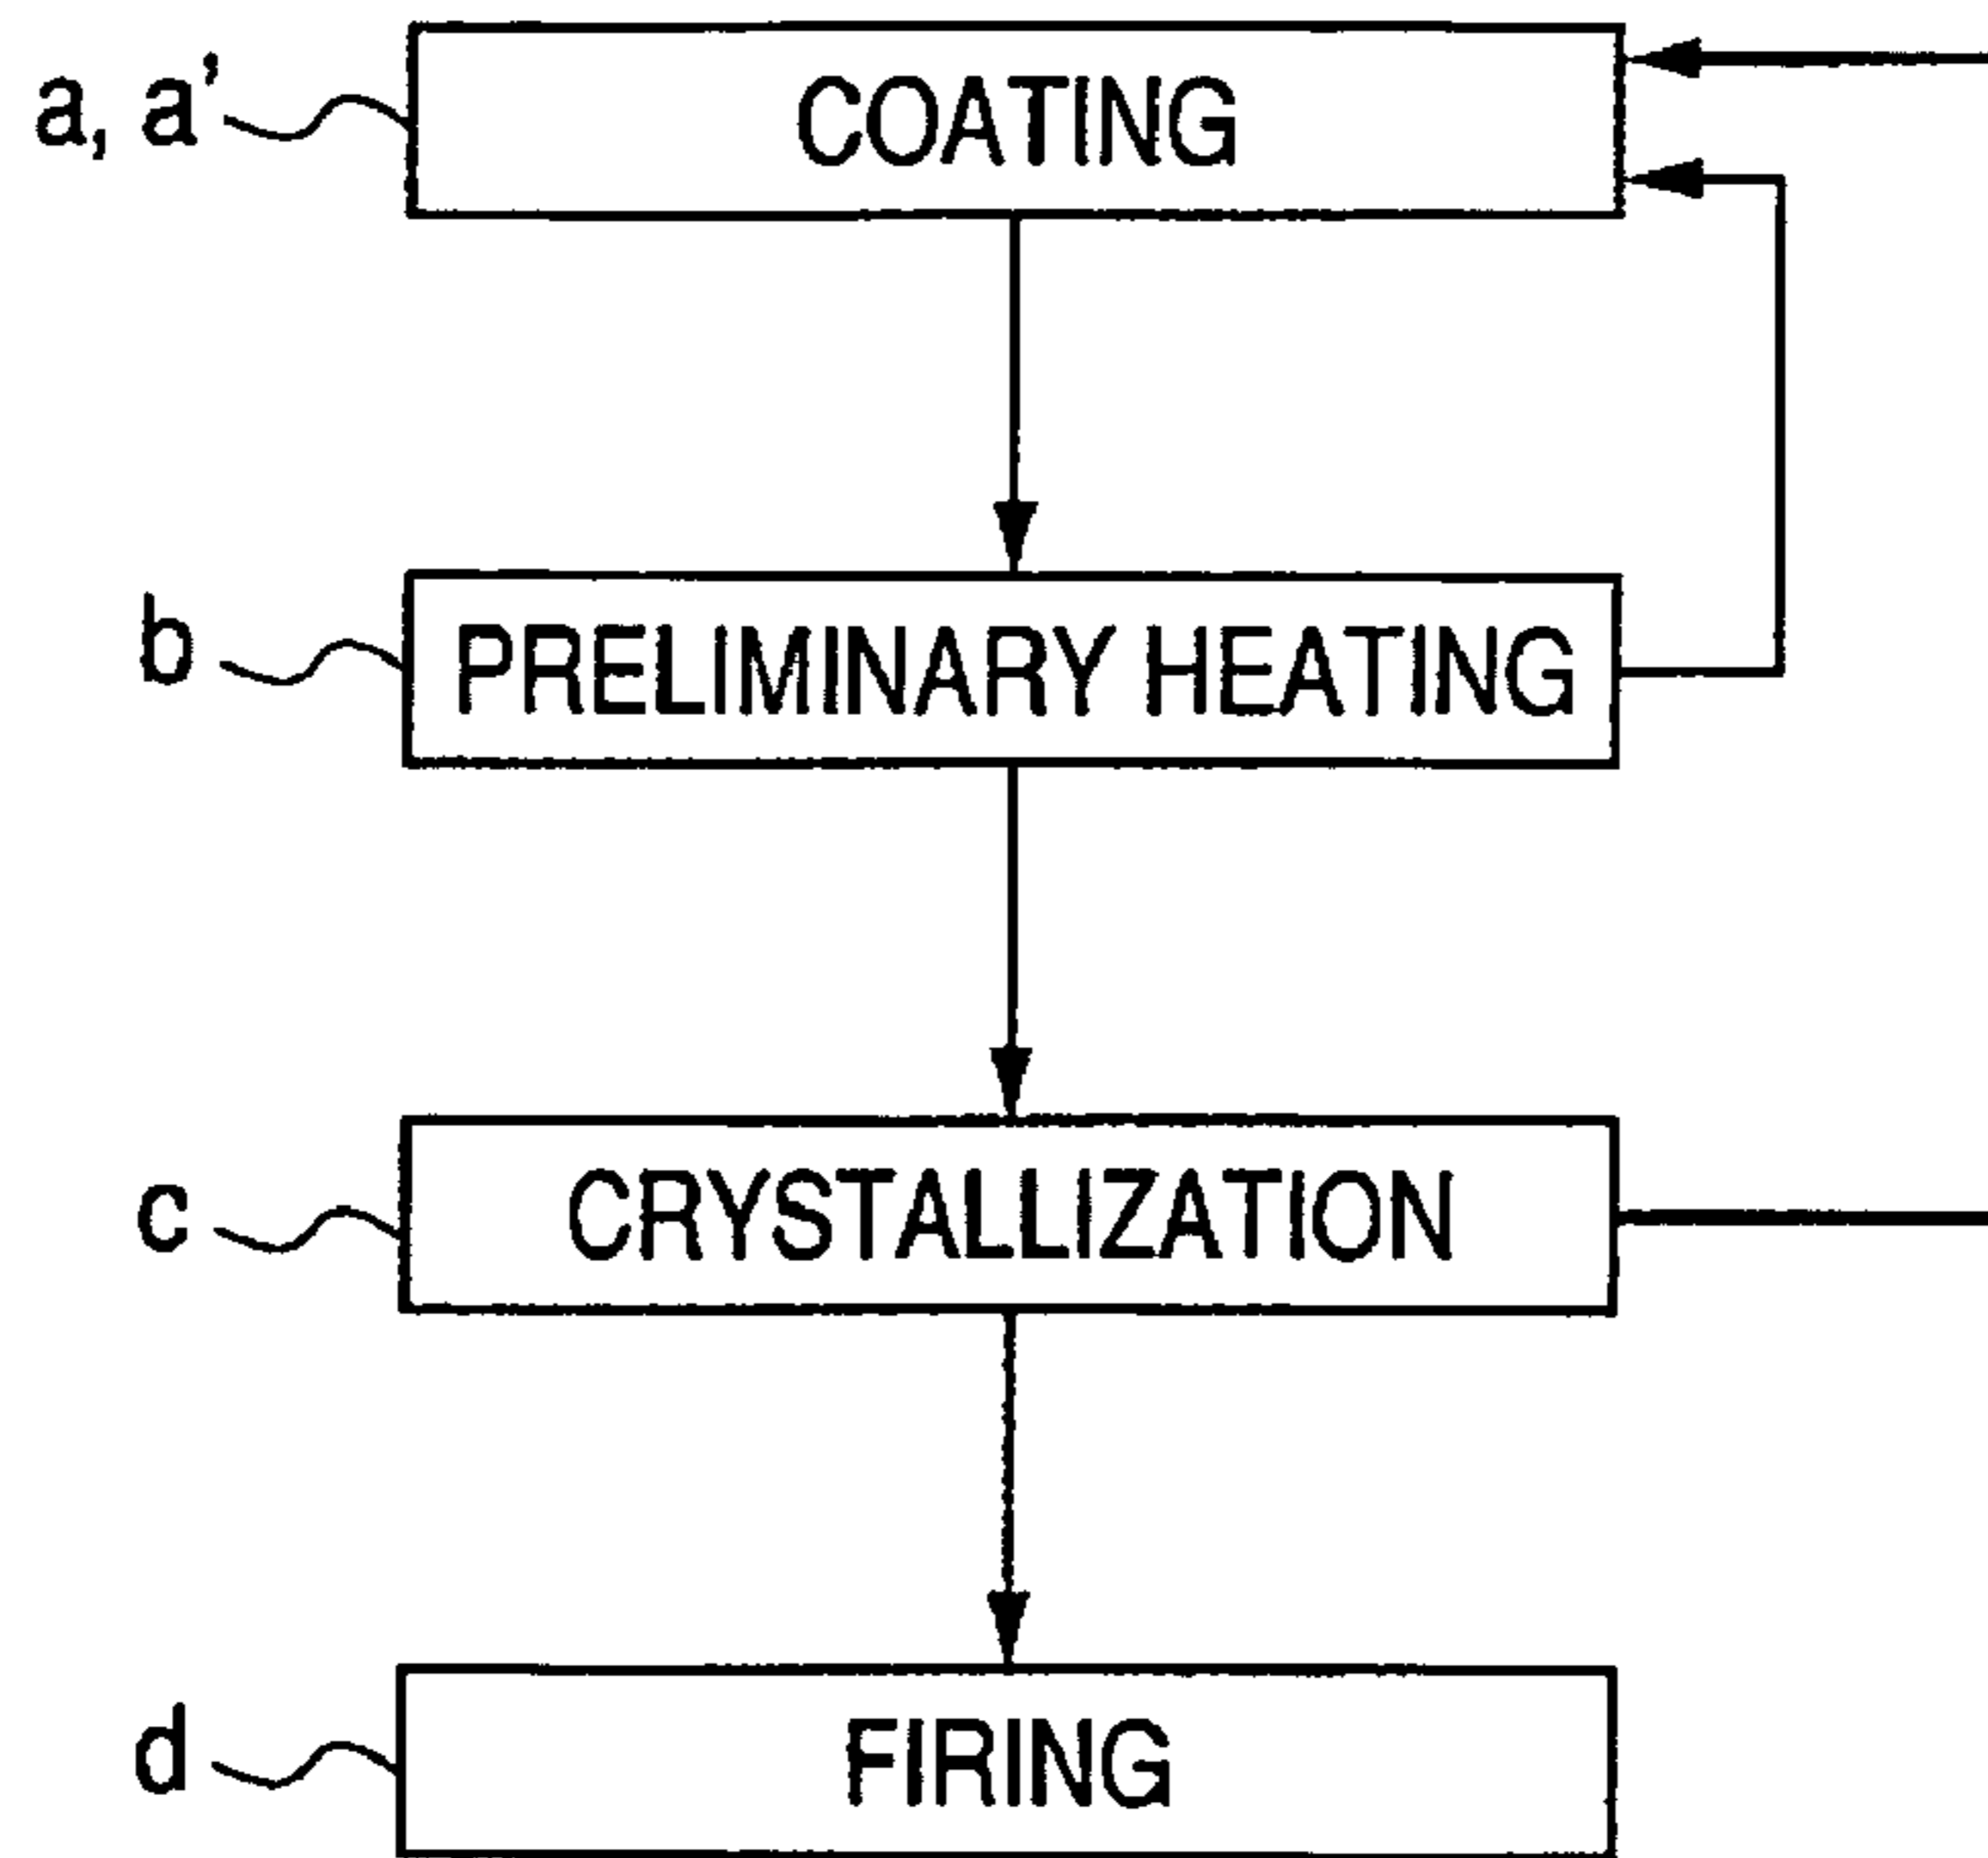 a, a' COATING
b PRELIMINARY HEATING
c CRYSTALLIZATION
d FIRING